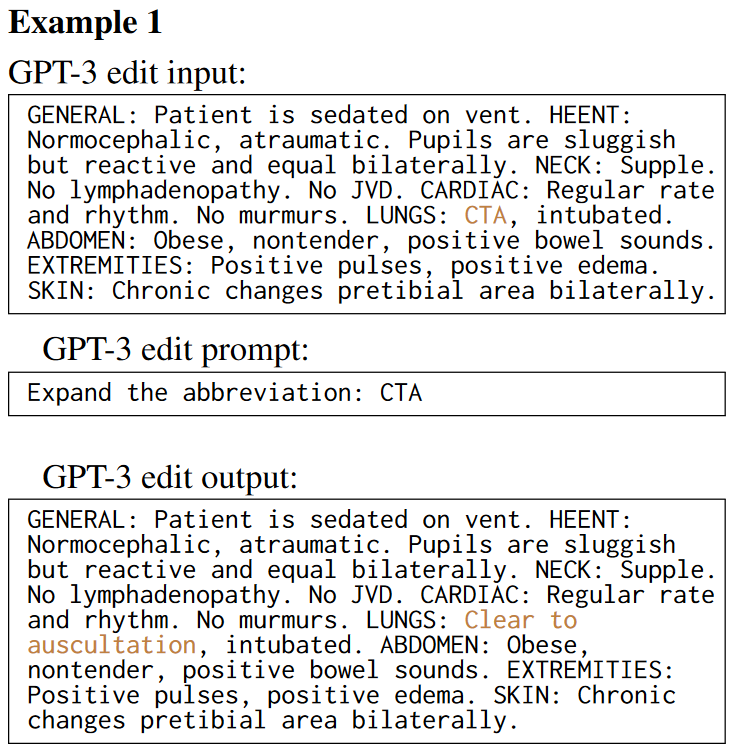 Example 1
GPT-3 edit input:
GENERAL: Patient is sedated on vent. HEENT:
Normocephalic, atraumatic. Pupils are sluggish
but reactive and equal bilaterally. NECK: Supple.
No lymphadenopathy. No JVD. CARDIAC: Regular rate
and rhythm. No murmurs. LUNGS: CTA, intubated.
ABDOMEN: Obese, nontender, positive bowel sounds.
EXTREMITIES: Positive pulses, positive edema.
SKIN: Chronic changes pretibial area bilaterally.
GPT-3 edit prompt:
Expand the abbreviation: CTA
GPT-3 edit output:
GENERAL: Patient is sedated on vent. HEENT:
Normocephalic, atraumatic. Pupils are sluggish
but reactive and equal bilaterally. NECK: Supple.
No lymphadenopathy. No JVD. CARDIAC: Regular rate
and rhythm. No murmurs. LUNGS: Clear to
auscultation, intubated. ABDOMEN: Obese,
nontender, positive bowel sounds. EXTREMITIES:
Positive pulses, positive edema. SKIN: Chronic
changes pretibial area bilaterally.